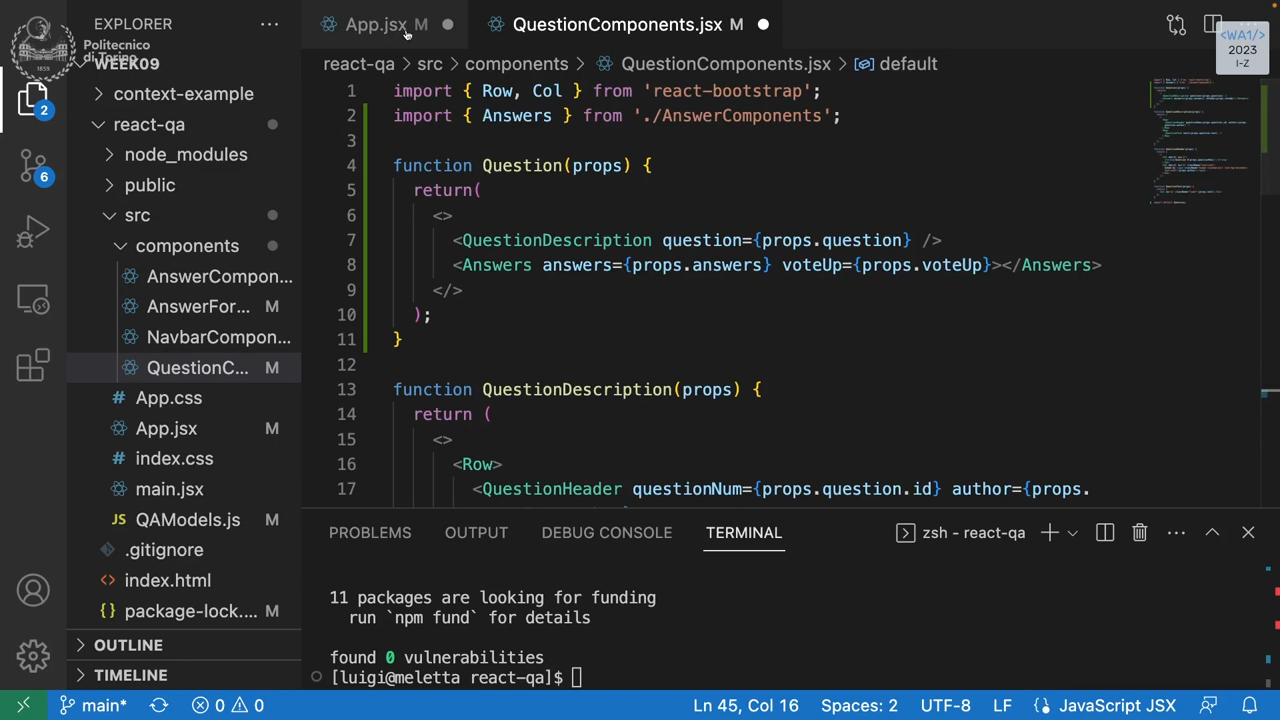 EXPLORER
Politecnico
di Torino
1859
WEEK09
context-example
react-qa
node_modules
public
src
components
AnswerCompon...
AnswerFor... M
NavbarCompon...
QuestionC... M
App.css
App.jsx M
index.css
main.jsx
JS QAModels.js M
.gitignore
index.html
package-lock.... M
OUTLINE
TIMELINE
2
6
App.jsx M
QuestionComponents.jsx M
<WA1/>
2023
I-Z
react-qa > src > components > QuestionComponents.jsx > default
1 import { Row, Col } from 'react-bootstrap';
2 import { Answers } from './AnswerComponents';
3
4 function Question(props) {
5 return(
6 <>
7 <QuestionDescription question={props.question} />
8 <Answers answers={props.answers} voteUp={props.voteUp}></Answers>
9 </>
10 );
11 }
12
13 function QuestionDescription(props) {
14 return (
15 <>
16 <Row>
17 <QuestionHeader questionNum={props.question.id} author={props.
PROBLEMS OUTPUT DEBUG CONSOLE TERMINAL zsh - react-qa
11 packages are looking for funding
run `npm fund` for details
found 0 vulnerabilities
[luigi@meletta react-qa]$
main* 0 0 Ln 45, Col 16 Spaces: 2 UTF-8 LF JavaScript JSX